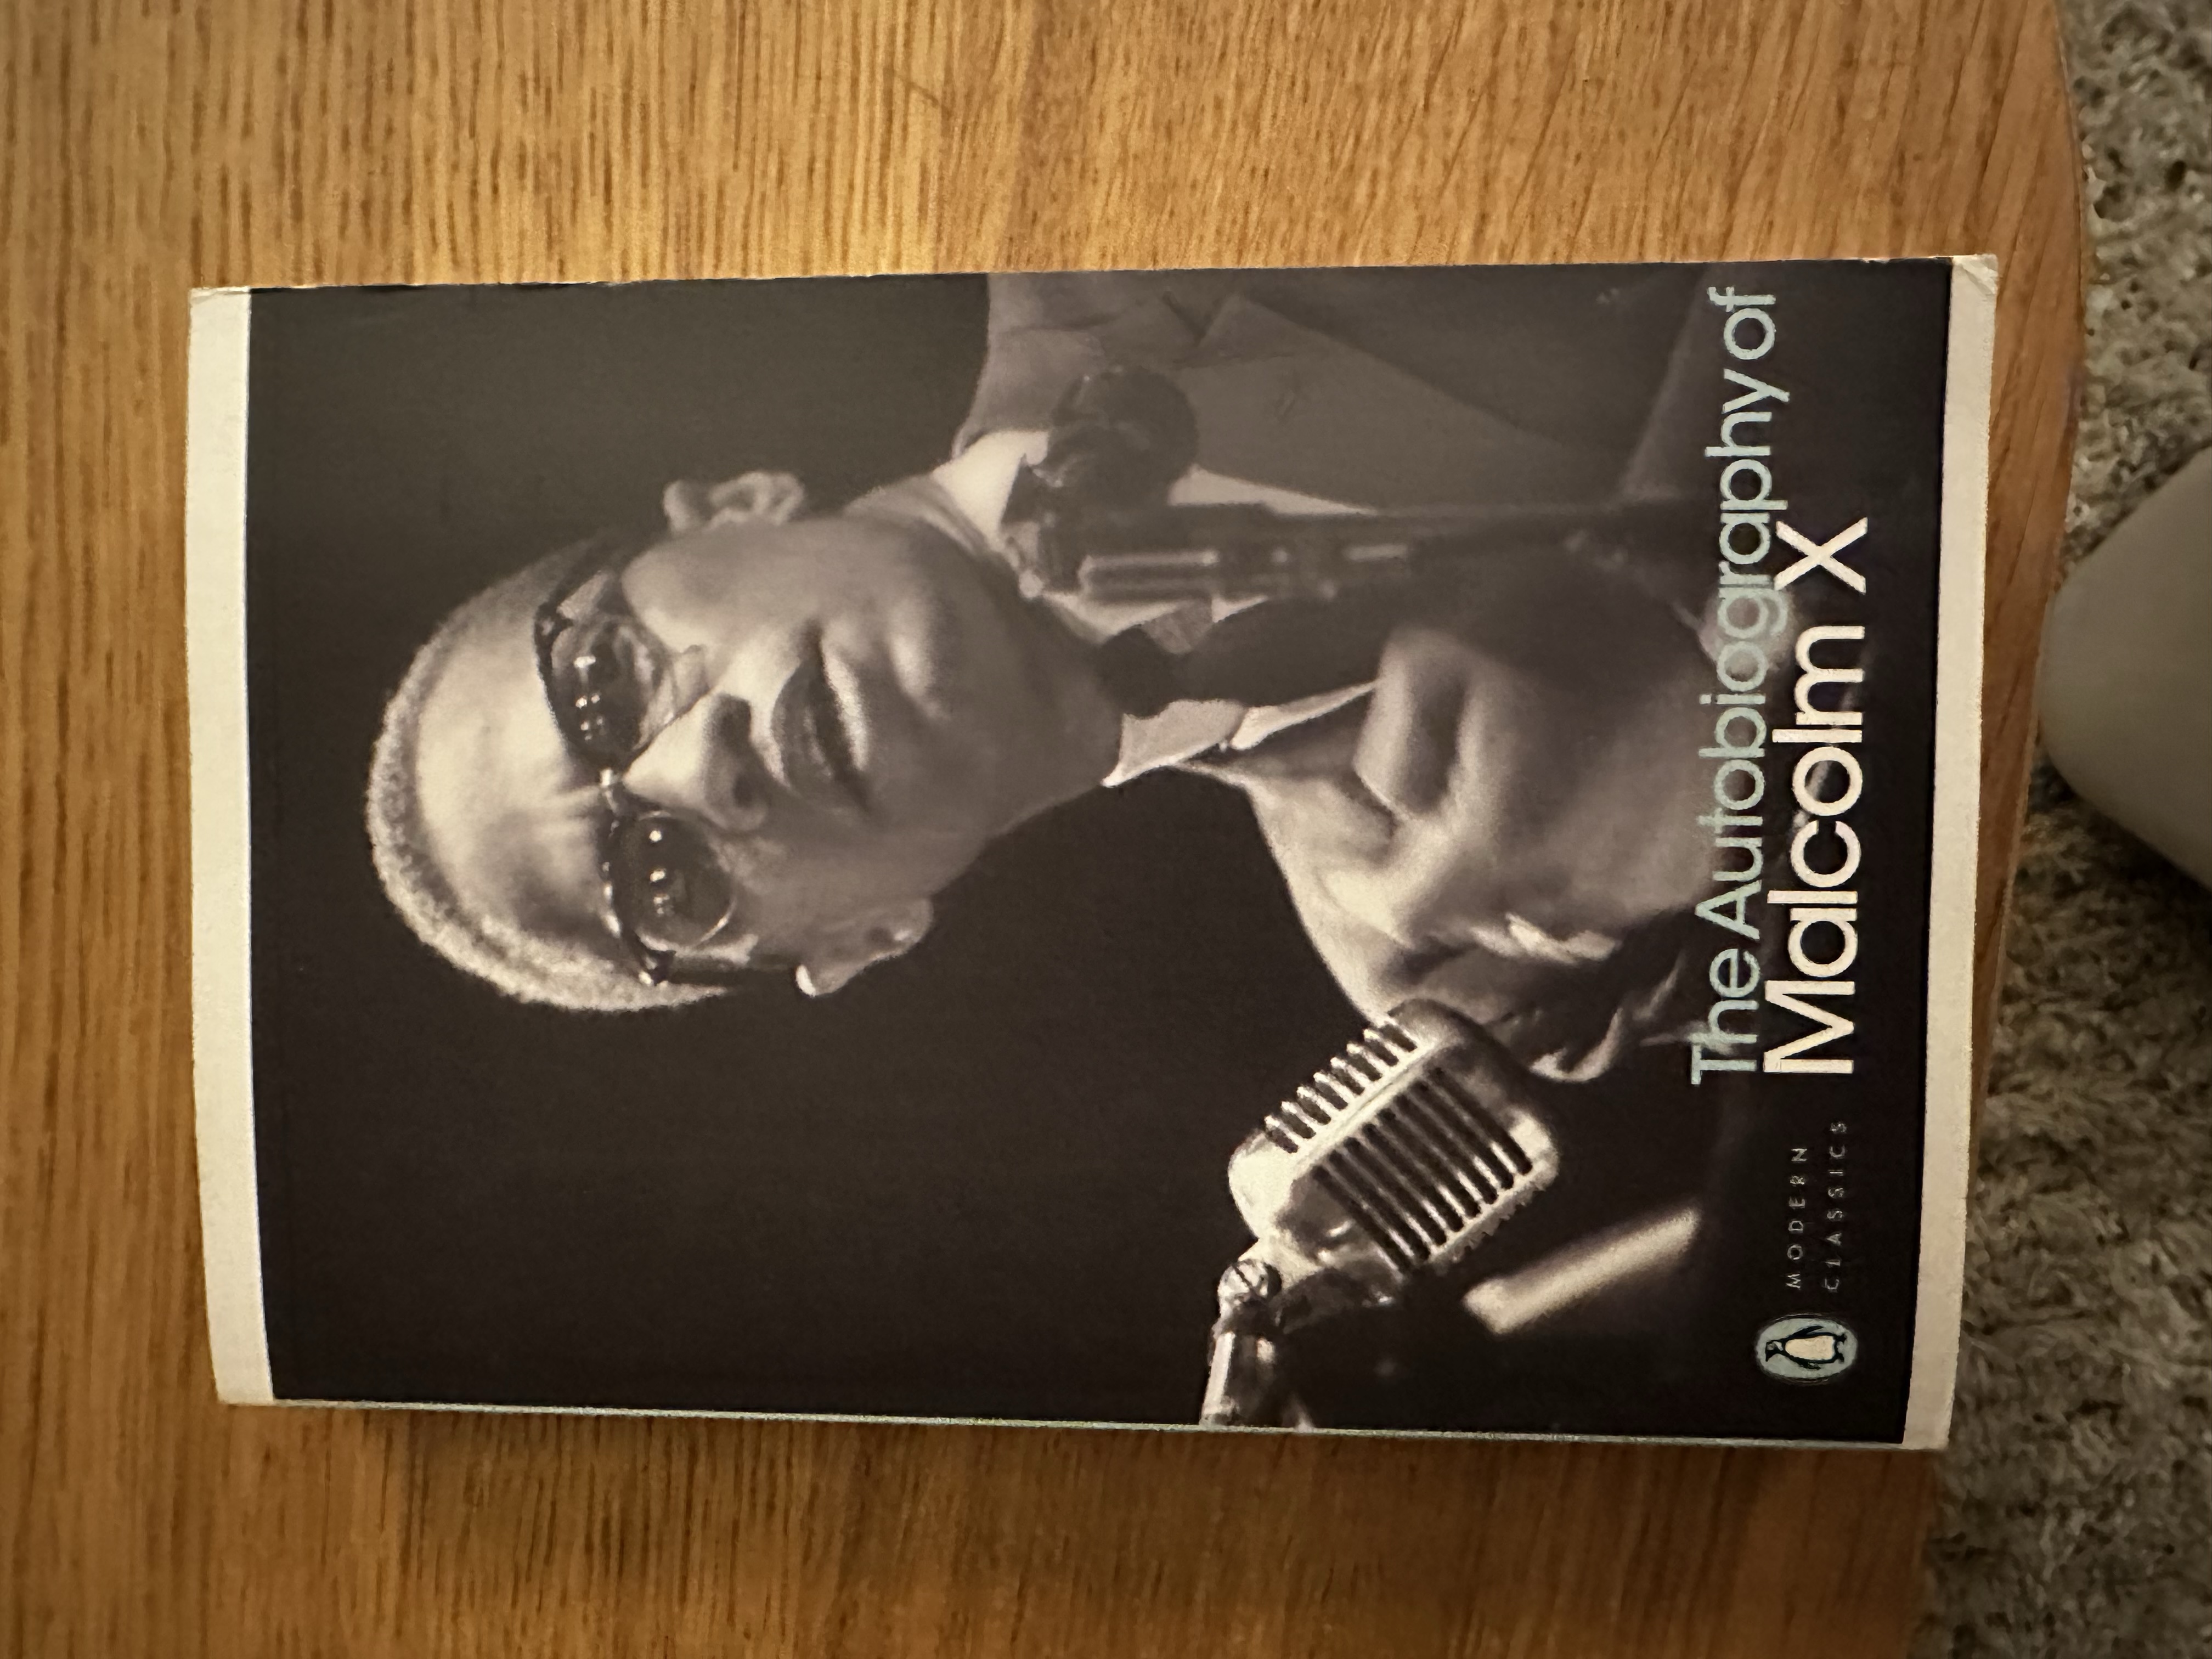 The Autobiography of
Malcolm X
MODERN
CLASSICS